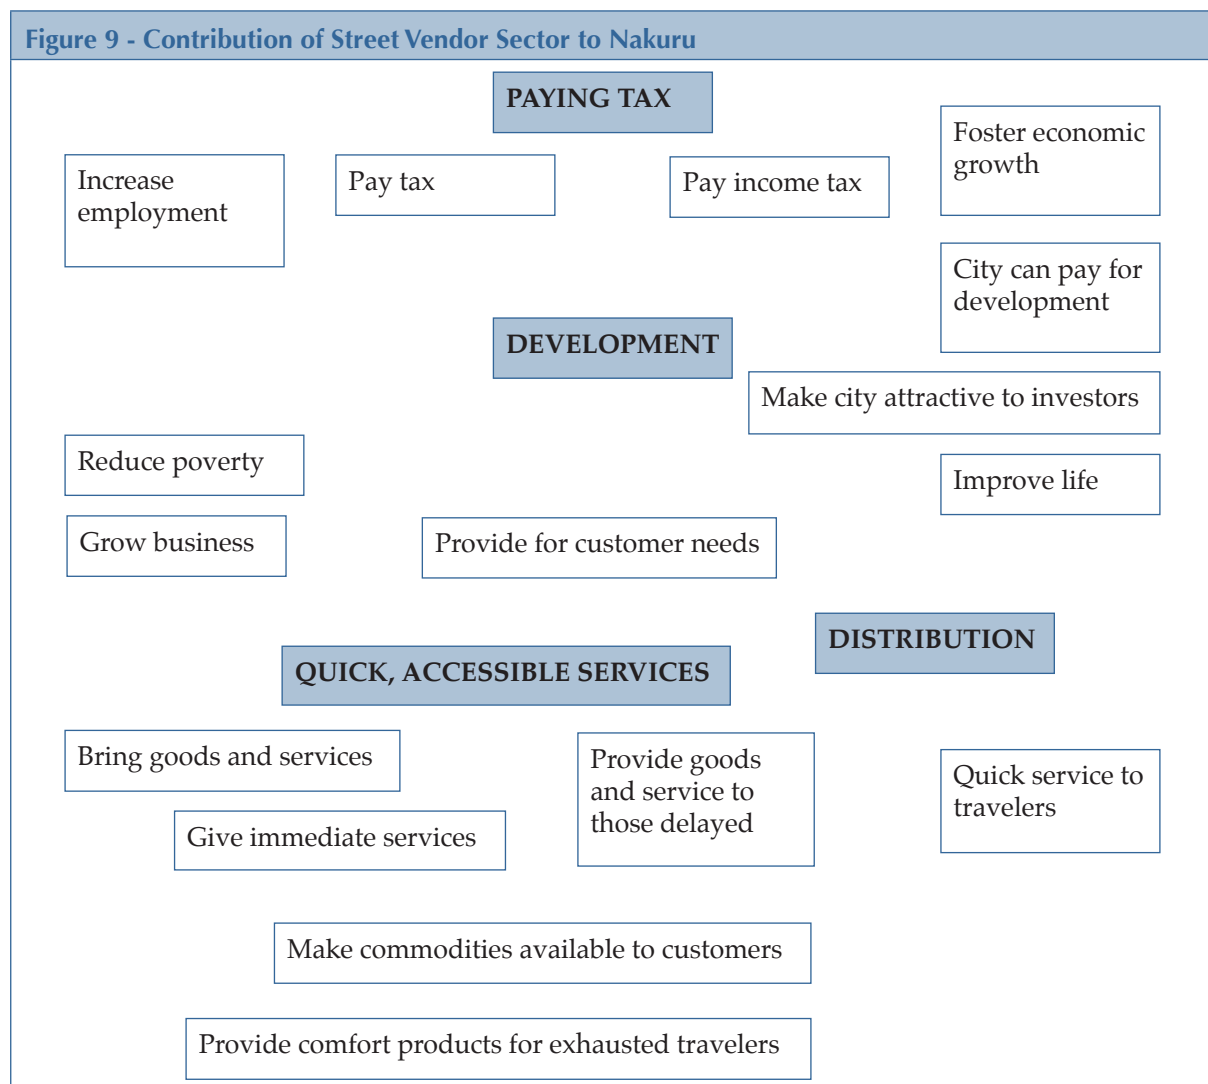 Figure 9 - Contribution of Street Vendor Sector to Nakuru
PAYING TAX
Foster economic
growth
Increase
employment
Pay tax
Pay income tax
City can pay for
development
DEVELOPMENT
Make city attractive to investors
Reduce poverty
Improve life
Grow business
Provide for customer needs
DISTRIBUTION
QUICK, ACCESSIBLE SERVICES
Bring goods and services
Provide goods
and service to
those delayed
Quick service to
travelers
Give immediate services
Make commodities available to customers
Provide comfort products for exhausted travelers